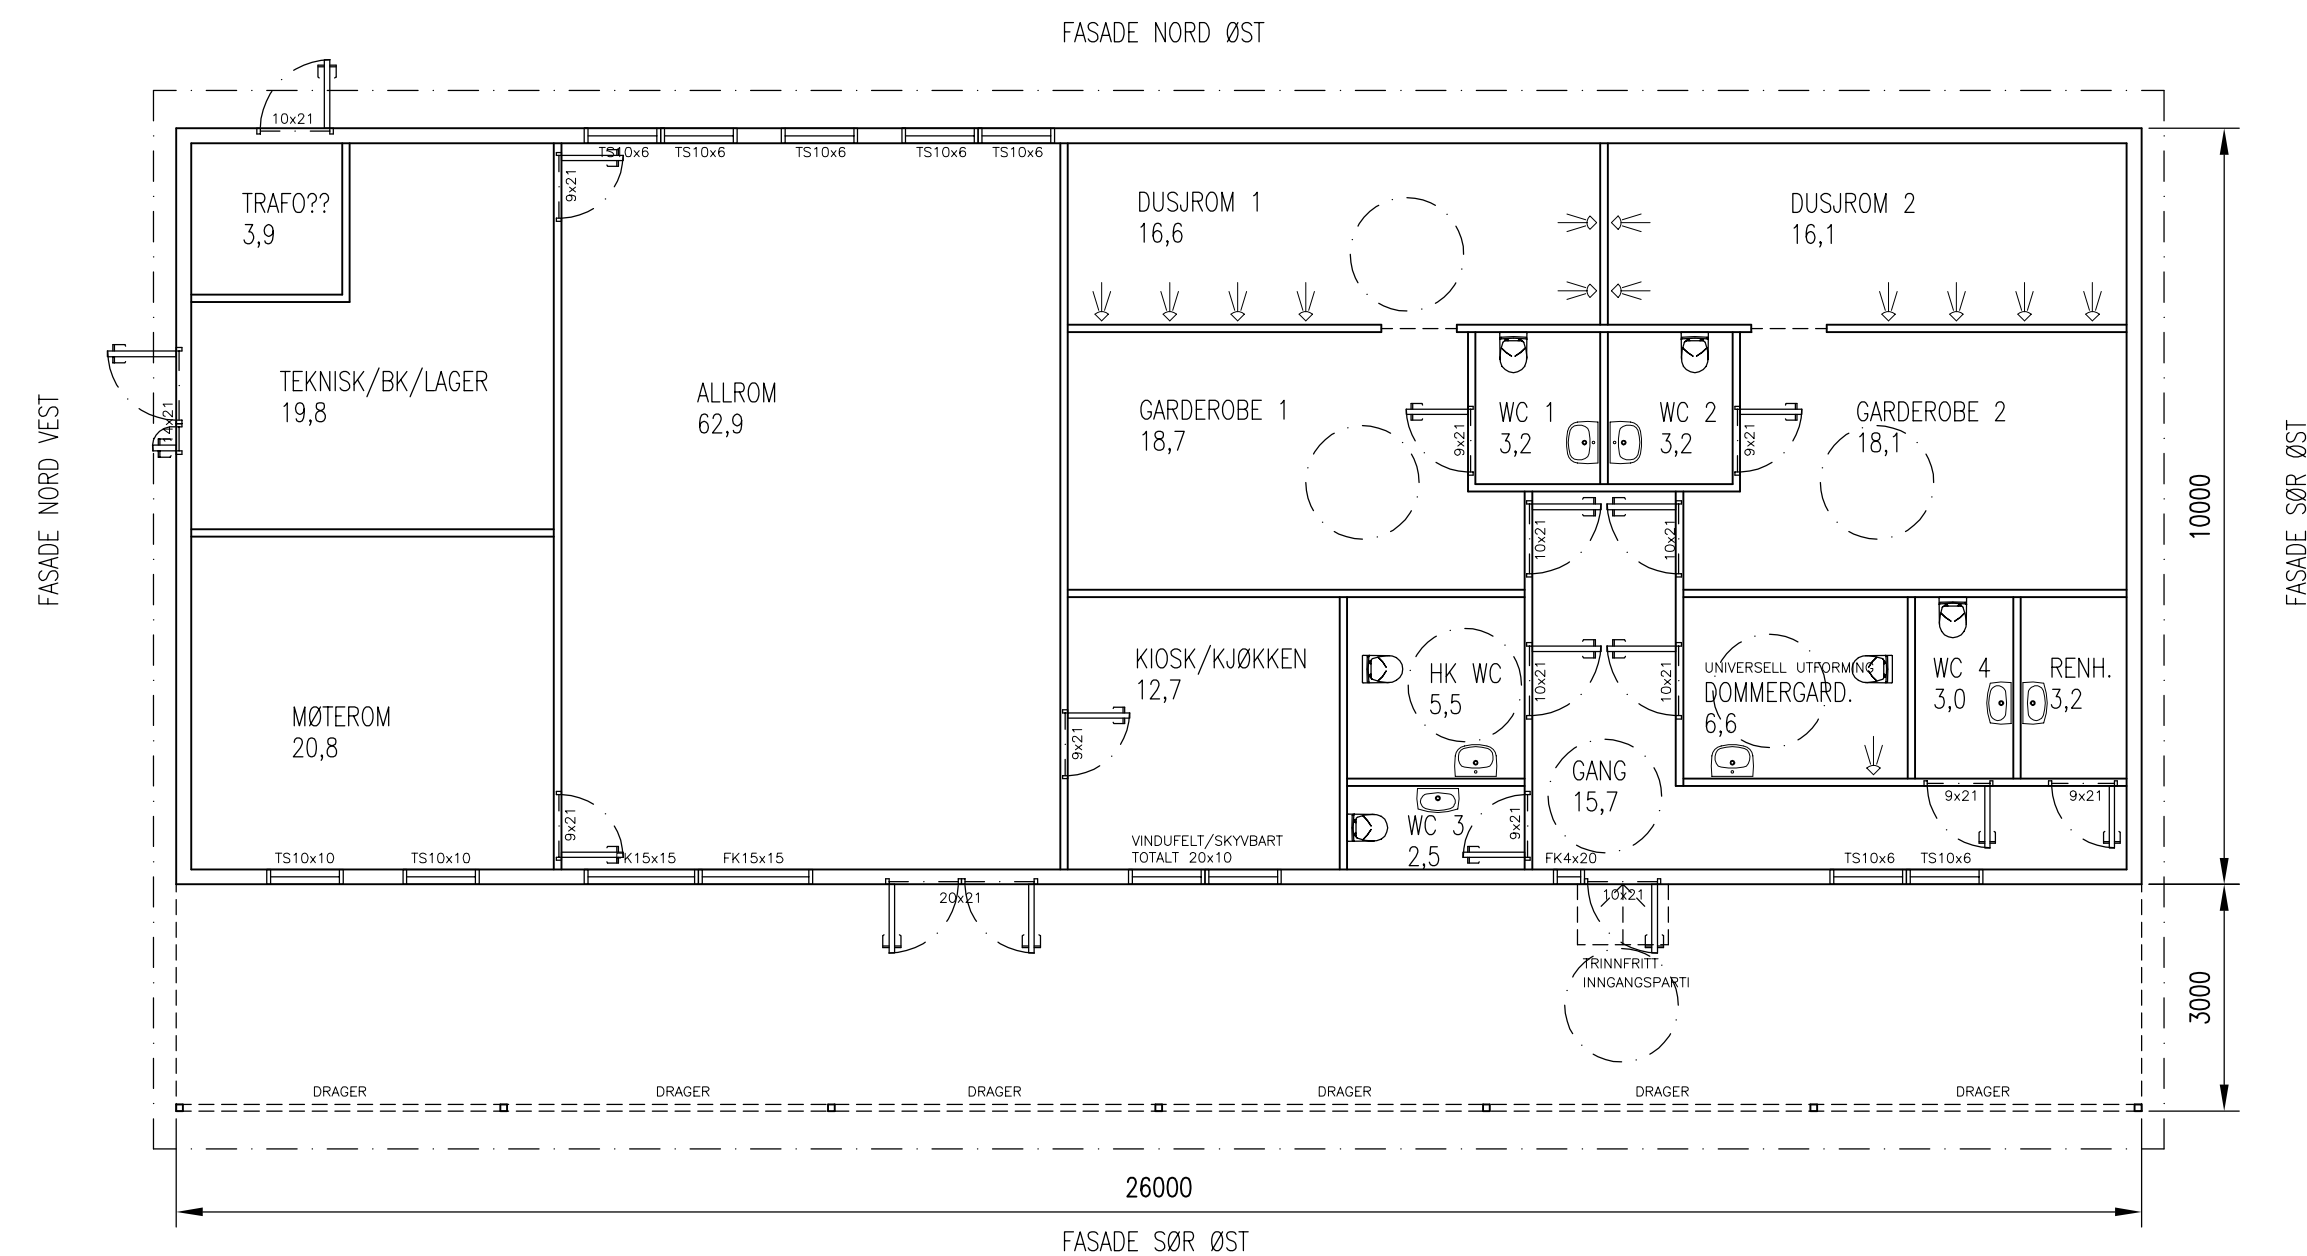 FASADE NORD ØST
10x21
TS10x6
TS10x6
TS10x6
TS10x6
TS10x6
9x21
TRAFO??
3,9
DUSJROM 1
16,6
DUSJROM 2
16,1
FASADE NORD VEST
14x21
TEKNISK/BK/LAGER
19,8
ALLROM
62,9
GARDEROBE 1
18,7
9x21
WC 1
3,2
WC 2
3,2
9x21
GARDEROBE 2
18,1
FASADE SØR ØST
10000
10x21
10x21
KIOSK/KJØKKEN
12,7
HK WC
5,5
10x21
10x21
UNIVERSELL UTFORMING
DOMMERGARD.
6,6
WC 4
3,0
RENH.
3,2
MØTEROM
20,8
9x21
GANG
15,7
9x21
9x21
9x21
VINDUFELT/SKYVBART
TOTALT 20x10
WC 3
2,5
9x21
TS10x10
TS10x10
K15x15
FK15x15
FK4x20
TS10x6
TS10x6
20x21
10x21
TRINNFRITT
INNGANGSPARTI
3000
DRAGER
DRAGER
DRAGER
DRAGER
DRAGER
DRAGER
26000
FASADE SØR ØST